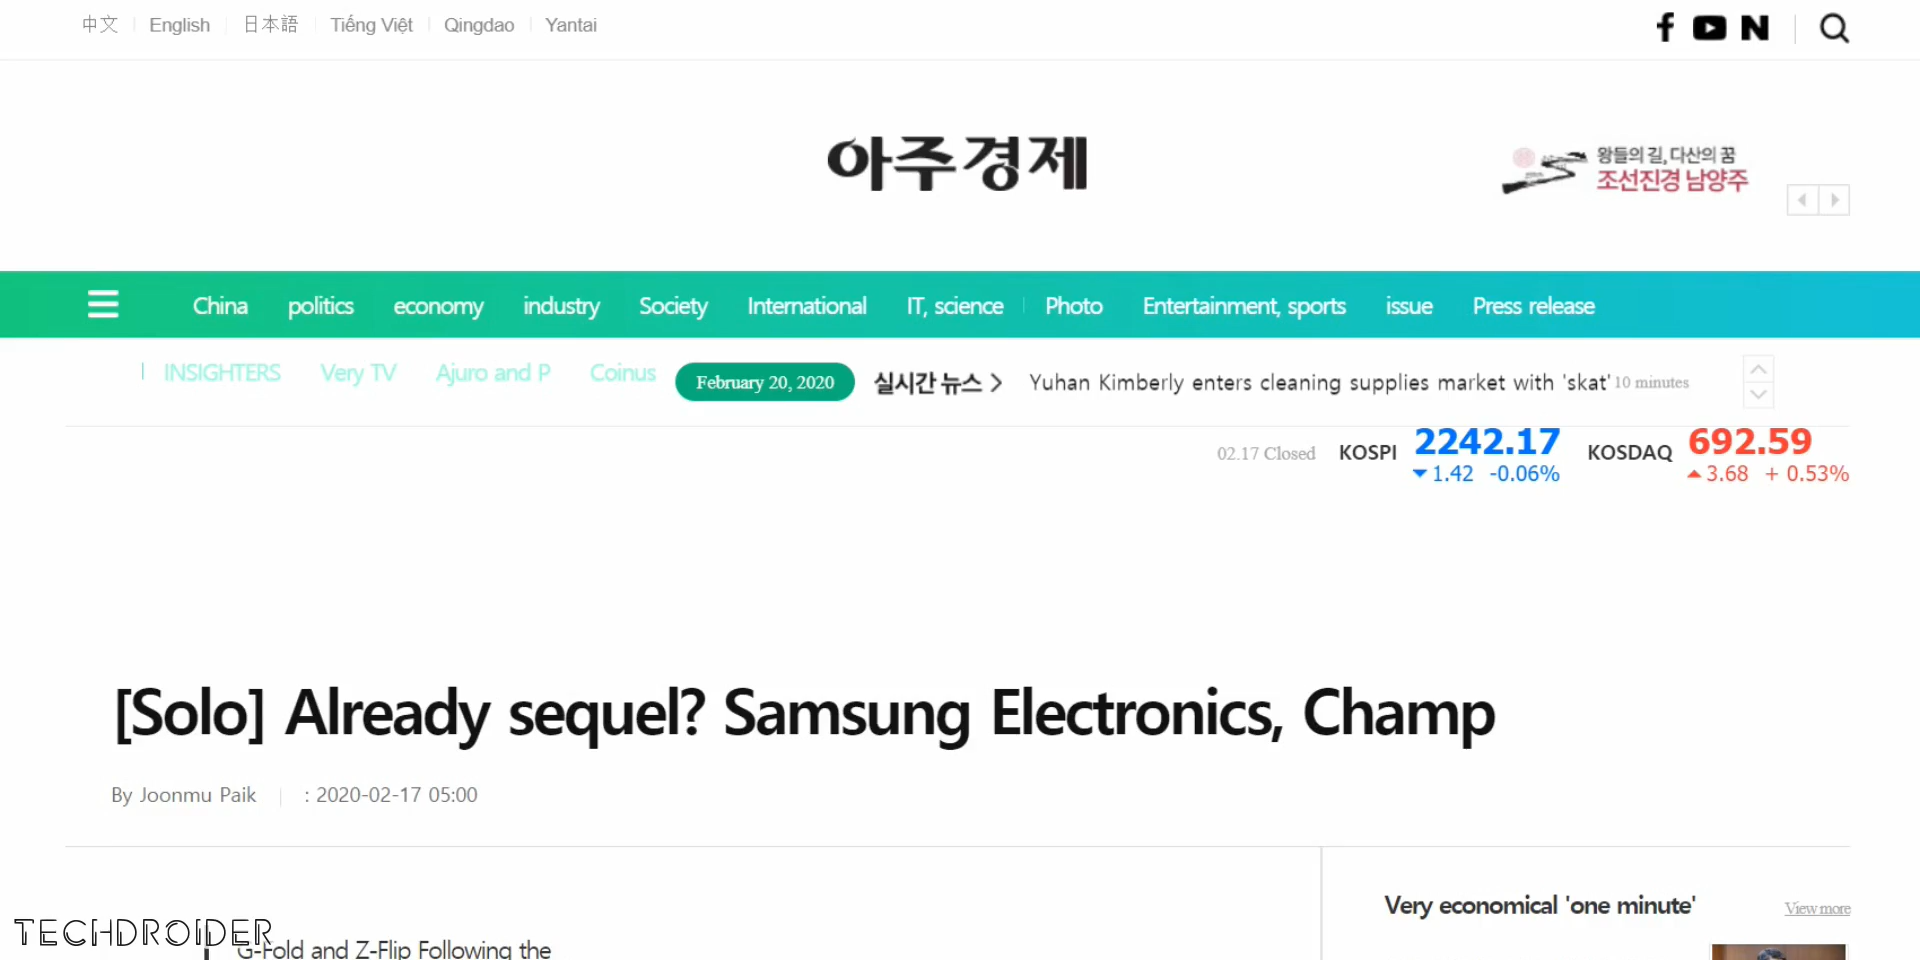 中文 English 日本語 Tiếng Việt Qingdao Yantai
아주경제
왕들의 길, 다산의 꿈
조선진경 남양주
China politics economy industry Society International IT, science Photo Entertainment, sports issue Press release
INSIGHTERS Very TV Ajuro and P Coinus February 20, 2020 실시간 뉴스 > Yuhan Kimberly enters cleaning supplies market with 'skat' 10 minutes
02.17 Closed KOSPI 2242.17 KOSDAQ 692.59
1.42 -0.06% 3.68 + 0.53%
[Solo] Already sequel? Samsung Electronics, Champ
By Joonmu Paik : 2020-02-17 05:00
Very economical 'one minute' View more
TECHDROIDER
G-Fold and Z-Flip Following the